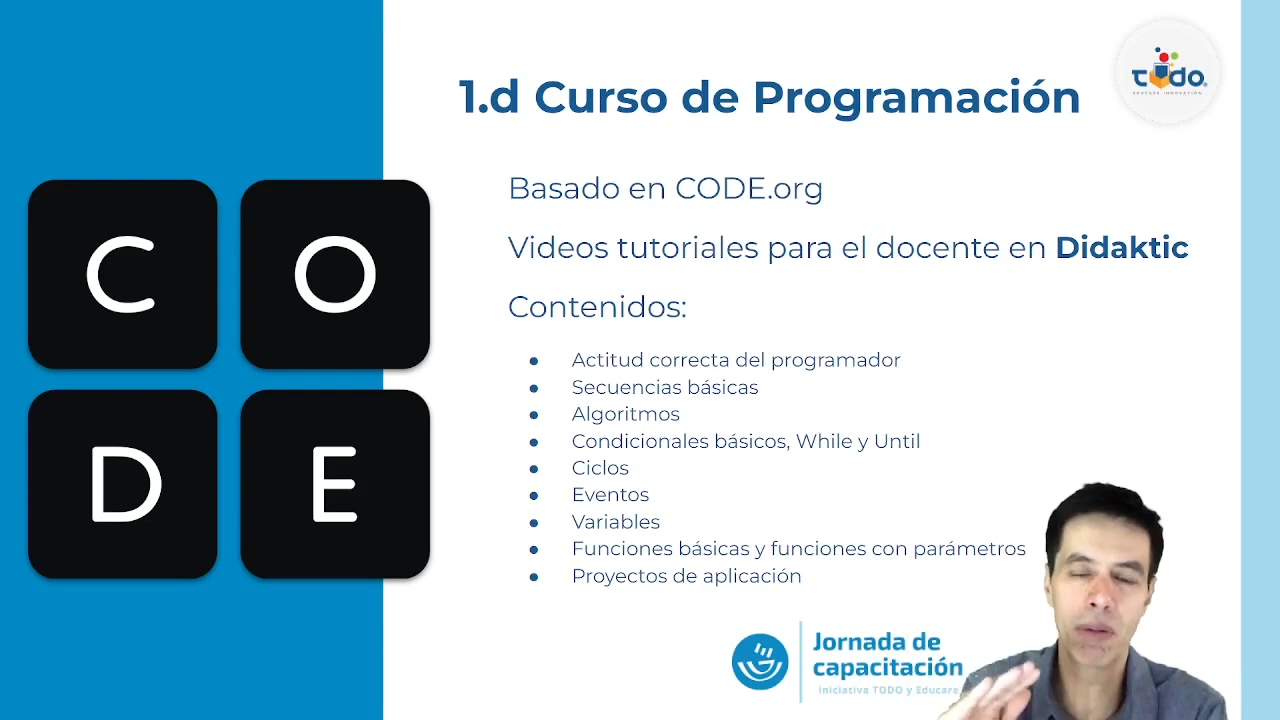 1.d Curso de Programación
TODO
EDUCATE INNOVATION
C O
D E
Basado en CODE.org
Videos tutoriales para el docente en Didaktic
Contenidos:
● Actitud correcta del programador
● Secuencias básicas
● Algoritmos
● Condicionales básicos, While y Until
● Ciclos
● Eventos
● Variables
● Funciones básicas y funciones con parámetros
● Proyectos de aplicación
Jornada de
capacitación
Iniciativa TODO y Educare